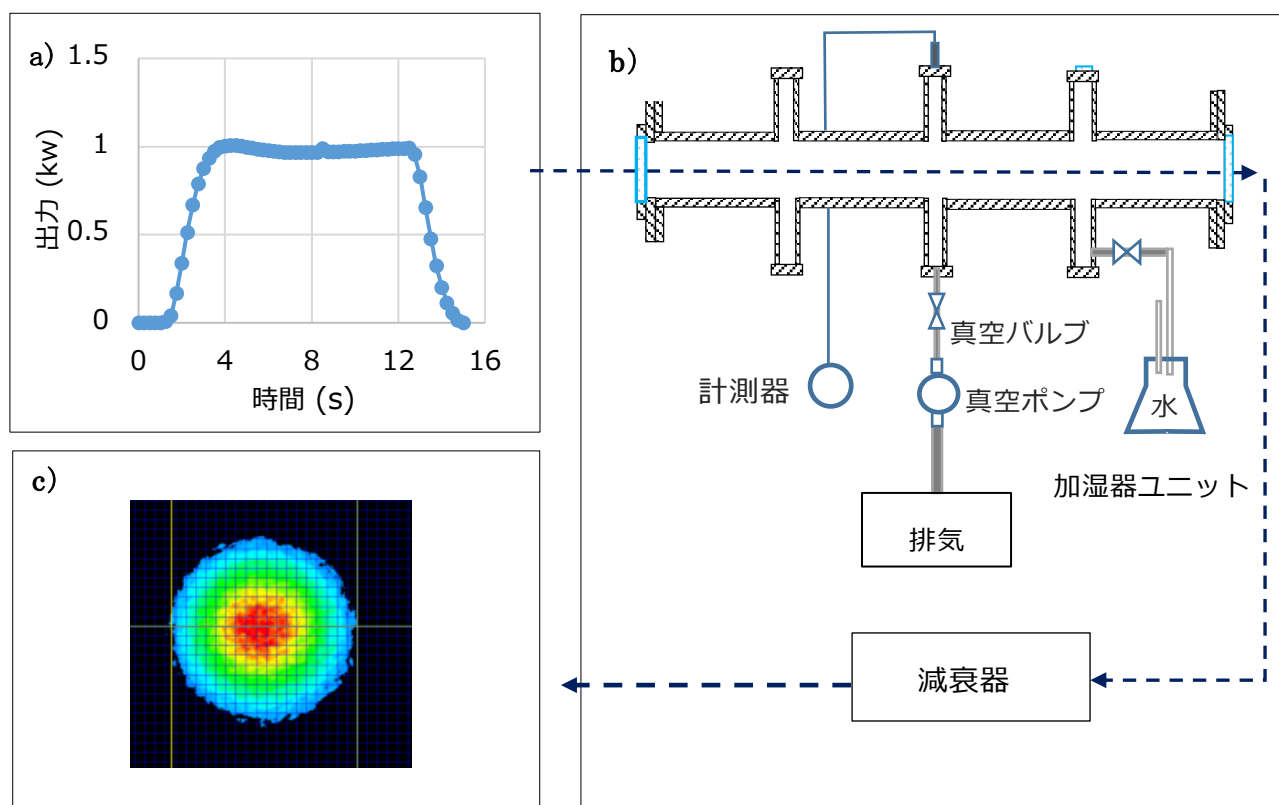 a)
1.5
1
0.5
0
出力 (kw)
0 4 8 12 16
時間 (s)
b)
真空バルブ
計測器
真空ポンプ
水
加湿器ユニット
排気
減衰器
c)